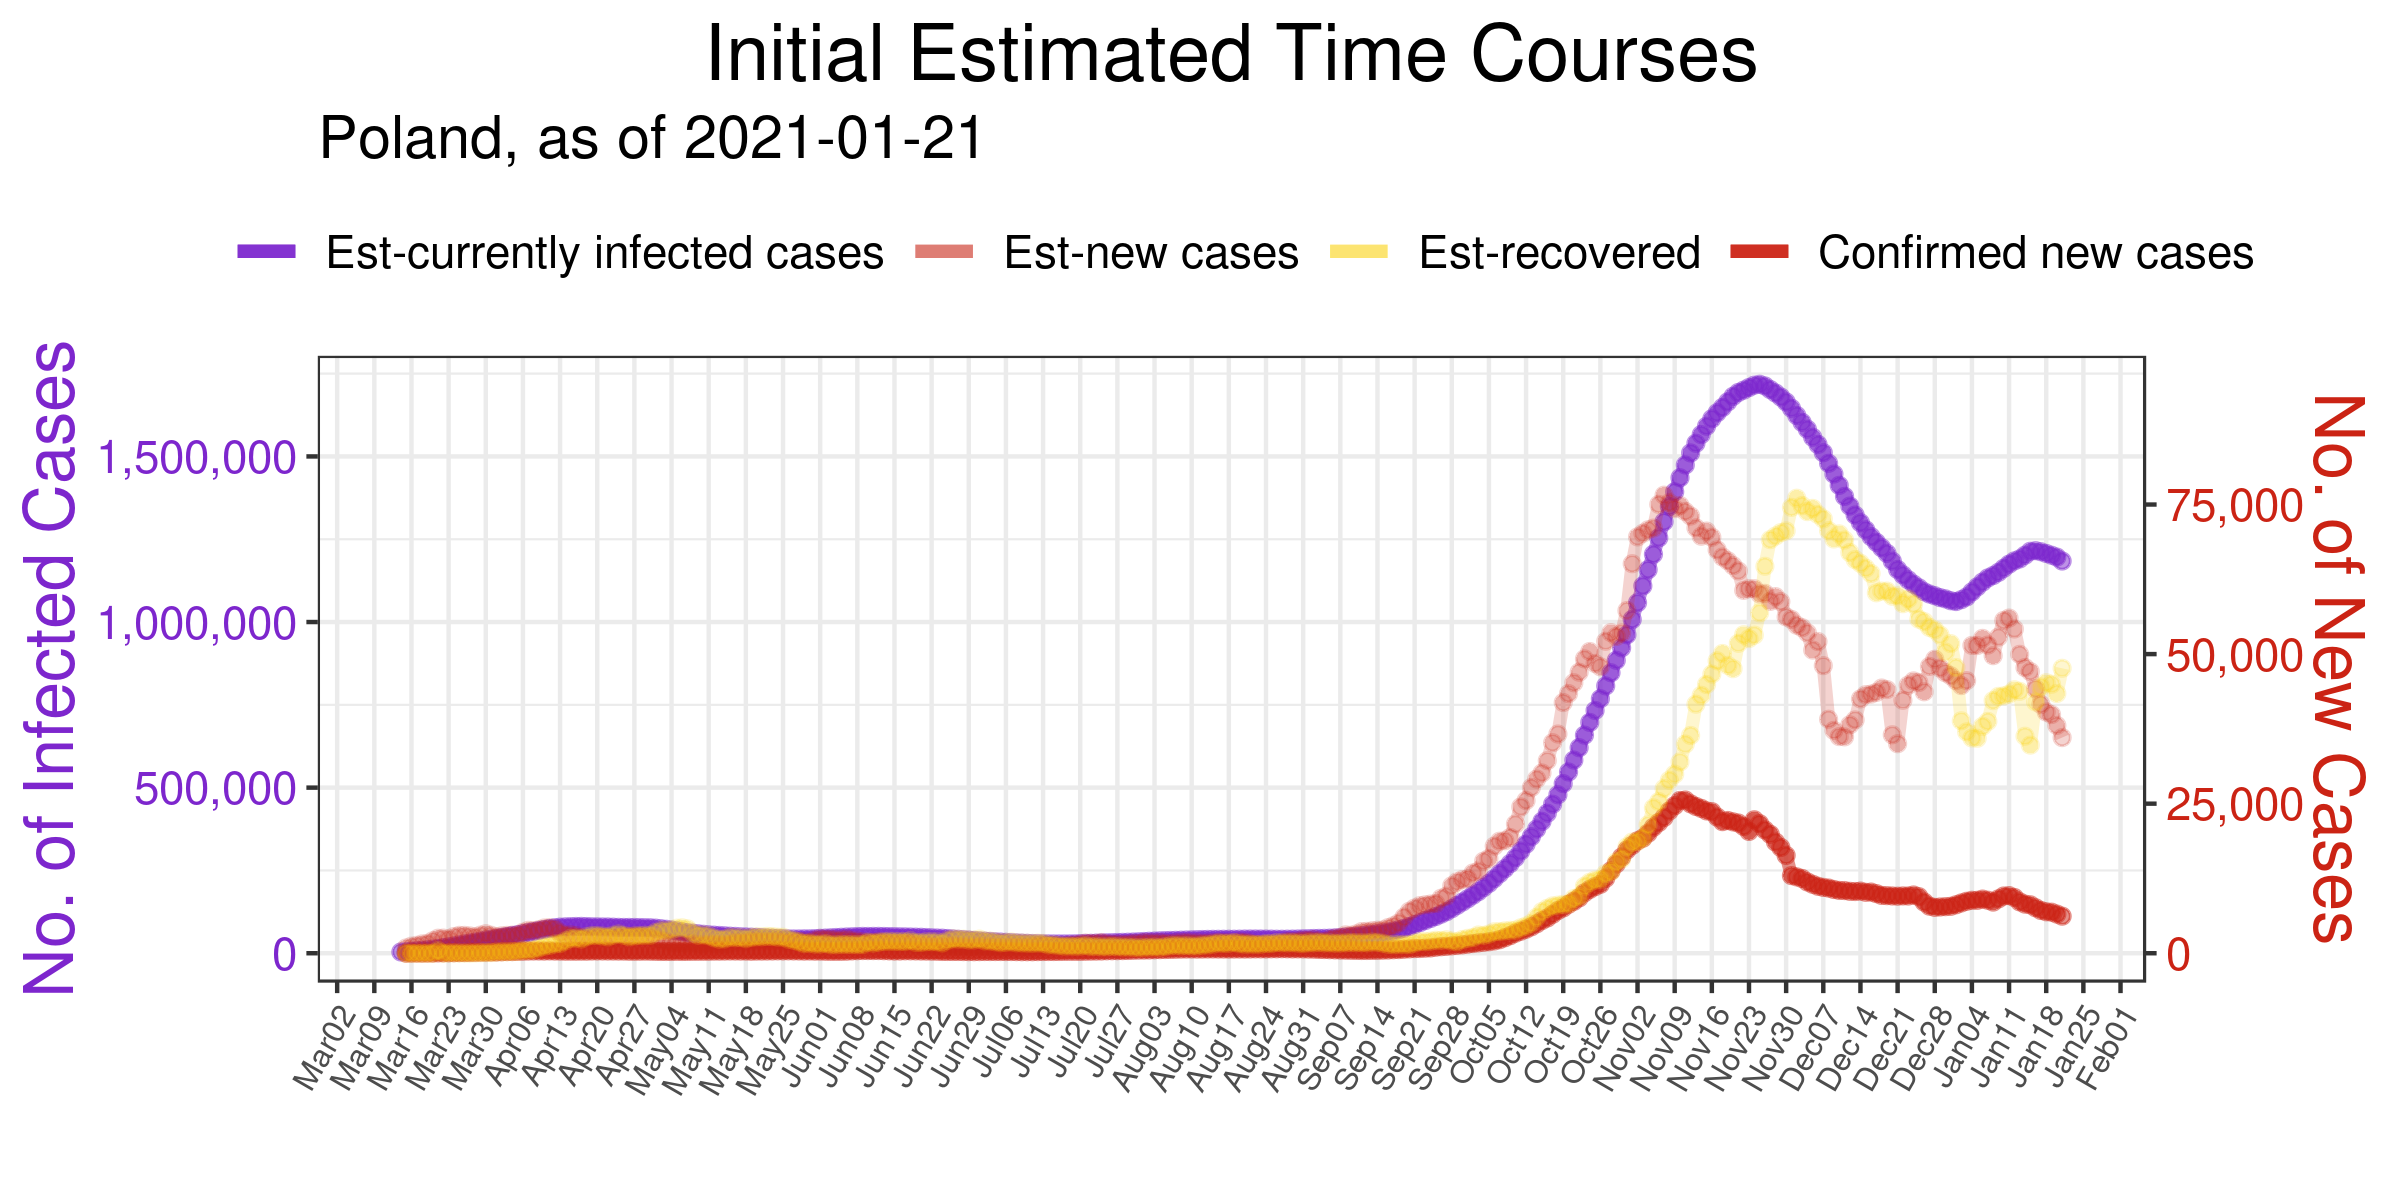 Initial Estimated Time Courses
Poland, as of 2021-01-21
Est-currently infected cases Est-new cases Est-recovered Confirmed new cases
No. of Infected Cases
1,500,000
1,000,000
500,000
0
75,000
50,000
25,000
0
No. of New Cases
Mar02 Mar09 Mar16 Mar23 Mar30 Apr06 Apr13 Apr20 Apr27 May04 May11 May18 May25 Jun01 Jun08 Jun15 Jun22 Jun29 Jul06 Jul13 Jul20 Jul27 Aug03 Aug10 Aug17 Aug24 Aug31 Sep07 Sep14 Sep21 Sep28 Oct05 Oct12 Oct19 Oct26 Nov02 Nov09 Nov16 Nov23 Nov30 Dec07 Dec14 Dec21 Dec28 Jan04 Jan11 Jan18 Jan25 Feb01